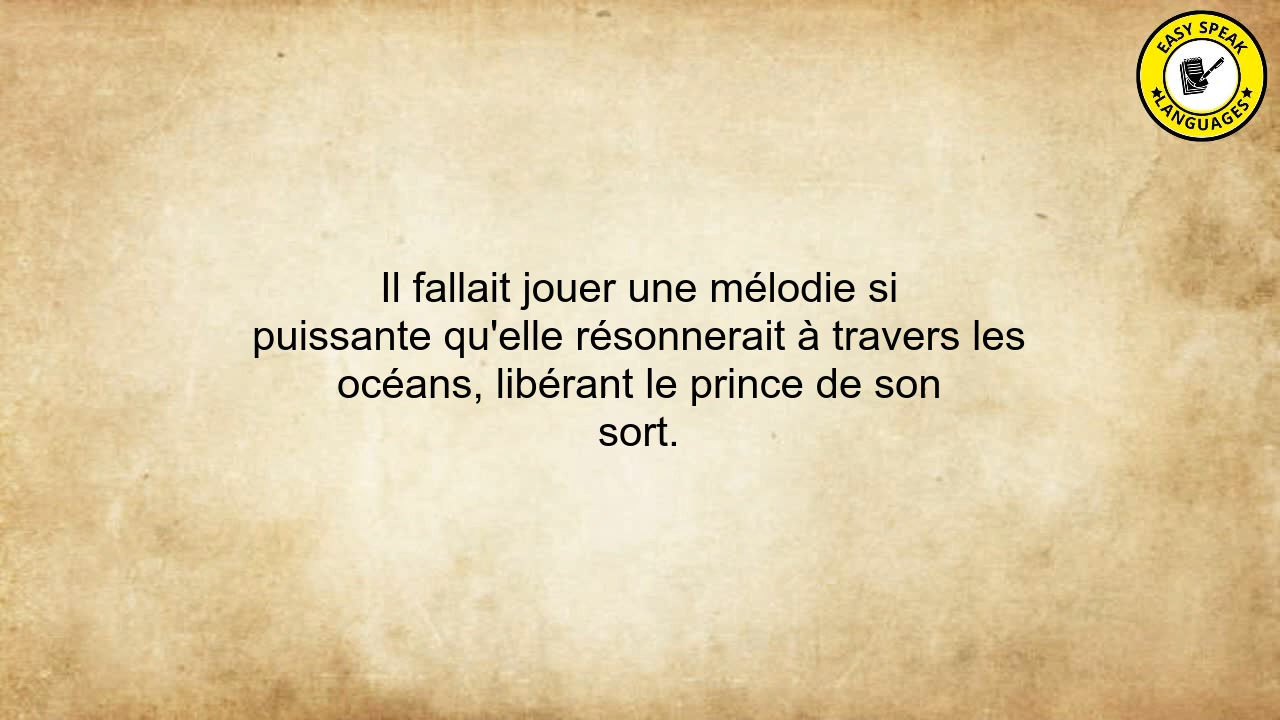 EASY SPEAK
LANGUAGES
Il fallait jouer une mélodie si
puissante qu'elle résonnerait à travers les
océans, libérant le prince de son
sort.